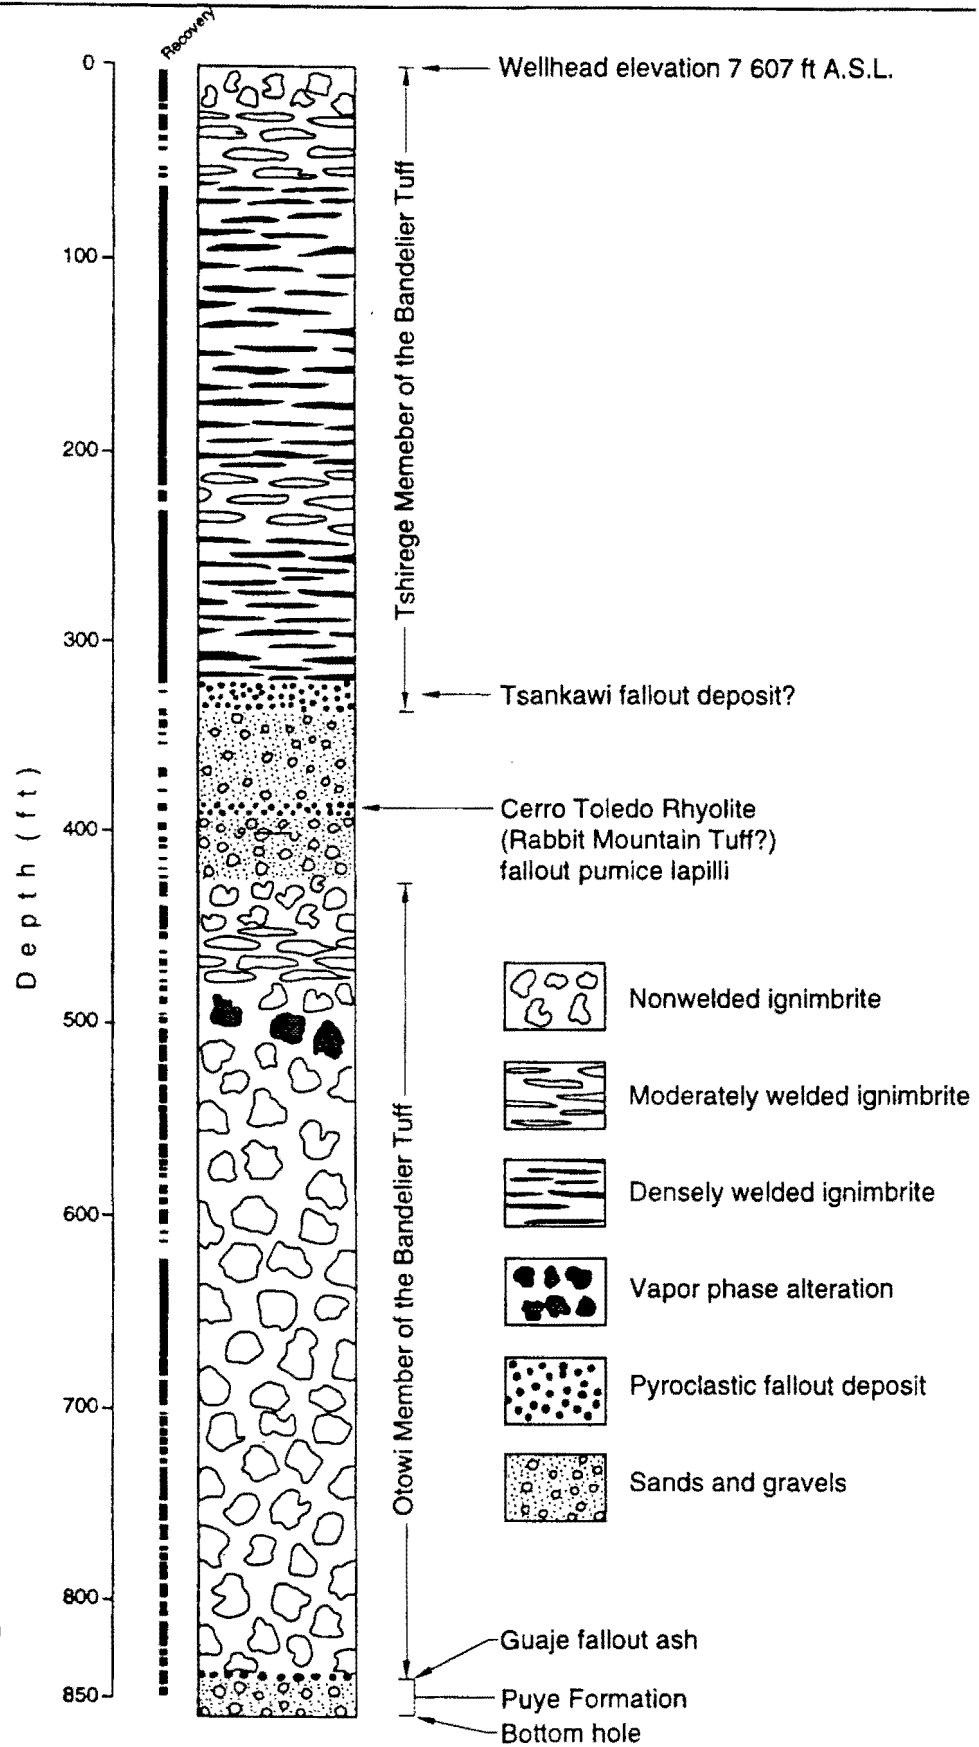 Recovery
0
100
200
300
400
500
600
700
800
850
Depth (ft)
Wellhead elevation 7 607 ft A.S.L.
Tshirege Memeber of the Bandelier Tuff
Tsankawi fallout deposit?
Cerro Toledo Rhyolite
(Rabbit Mountain Tuff?)
fallout pumice lapilli
Otowi Member of the Bandelier Tuff
Nonwelded ignimbrite
Moderately welded ignimbrite
Densely welded ignimbrite
Vapor phase alteration
Pyroclastic fallout deposit
Sands and gravels
Guaje fallout ash
Puye Formation
Bottom hole